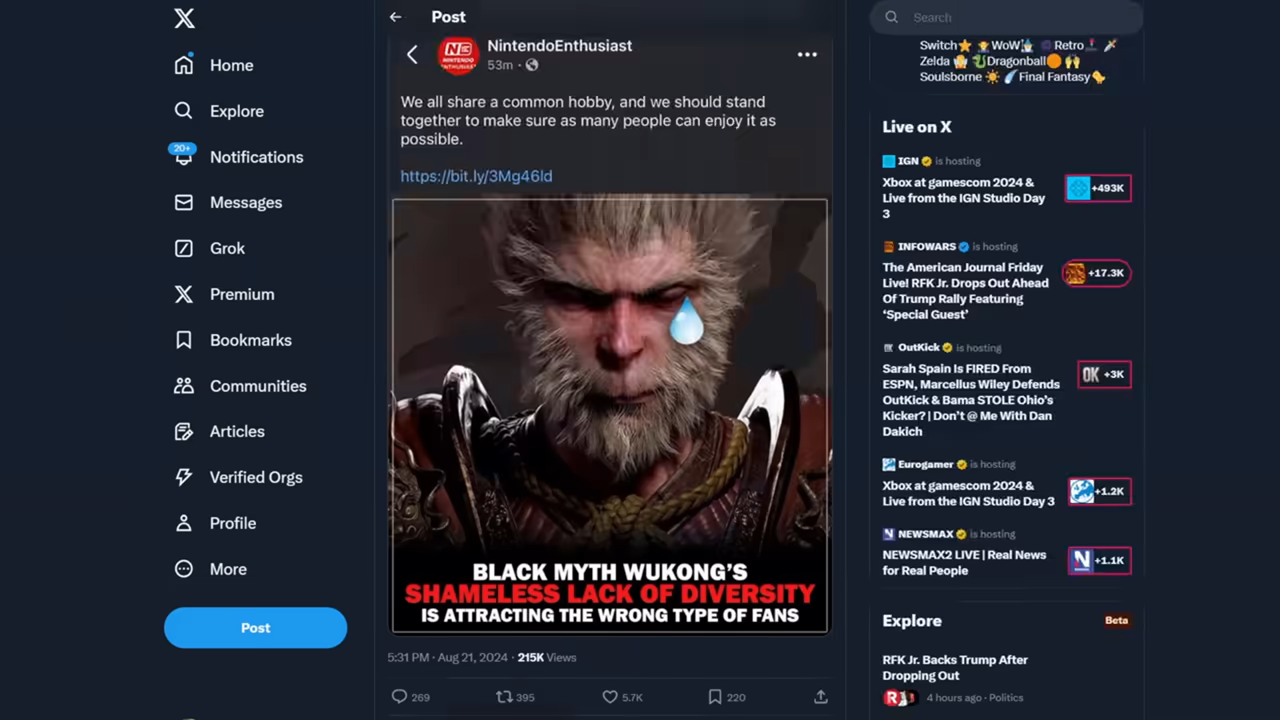 Home
Explore
20+
Notifications
Messages
Grok
Premium
Bookmarks
Communities
Articles
Verified Orgs
Profile
More
Post
Post
NE
NINTENDO
ENTHUSIAST
NintendoEnthusiast
53m ·
We all share a common hobby, and we should stand
together to make sure as many people can enjoy it as
possible.
https://bit.ly/3Mg46ld
BLACK MYTH WUKONG'S
SHAMELESS LACK OF DIVERSITY
IS ATTRACTING THE WRONG TYPE OF FANS
5:31 PM · Aug 21, 2024 · 215K Views
269
395
5.7K
220
Search
Switch WoW Retro
Zelda Dragonball
Soulsborne Final Fantasy
Live on X
IGN is hosting
Xbox at gamescom 2024 &
Live from the IGN Studio Day
3
+493K
INFOWARS is hosting
The American Journal Friday
Live! RFK Jr. Drops Out Ahead
Of Trump Rally Featuring
'Special Guest'
+17.3K
OutKick is hosting
Sarah Spain Is FIRED From
ESPN, Marcellus Wiley Defends
OutKick & Bama STOLE Ohio's
Kicker? | Don't @ Me With Dan
Dakich
OK +3K
Eurogamer is hosting
Xbox at gamescom 2024 &
Live from the IGN Studio Day 3
+1.2K
NEWSMAX is hosting
NEWSMAX2 LIVE | Real News
for Real People
N +1.1K
Explore
Beta
RFK Jr. Backs Trump After
Dropping Out
R
4 hours ago · Politics